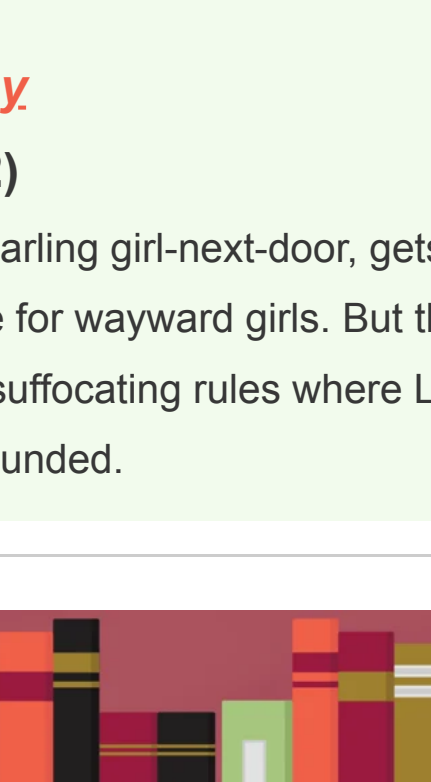 y
)
arling girl-next-door, gets
for wayward girls. But th
suffocating rules where L
unded.